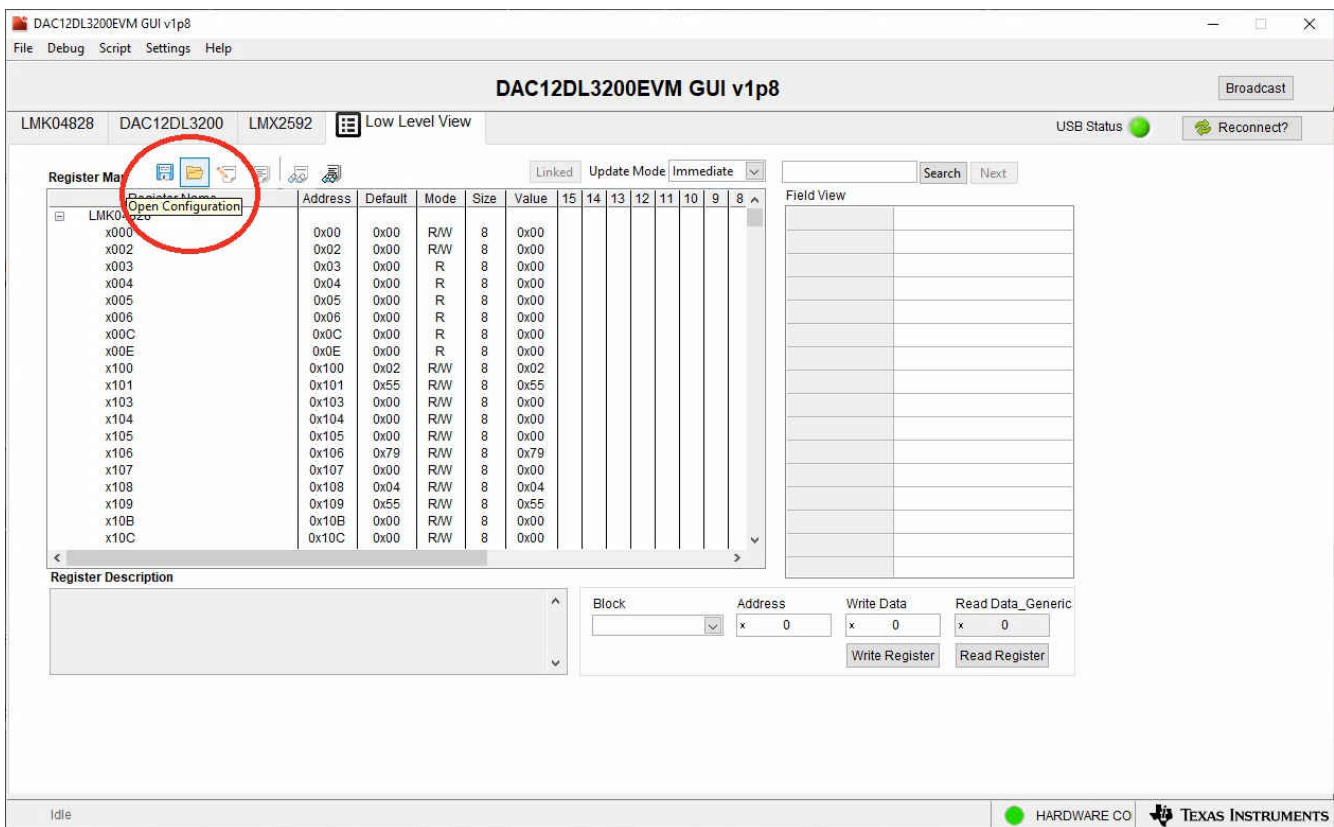 DAC12DL3200EVM GUI v1p8
File Debug Script Settings Help
DAC12DL3200EVM GUI v1p8
Broadcast
LMK04828 DAC12DL3200 LMX2592 Low Level View
USB Status Reconnect?
Register Map Linked Update Mode Immediate Search Next
Register Name Address Default Mode Size Value 15 14 13 12 11 10 9 8
Open Configuration
Field View
LMK04828
x000 0x00 0x00 R/W 8 0x00
x002 0x02 0x00 R/W 8 0x00
x003 0x03 0x00 R 8 0x00
x004 0x04 0x00 R 8 0x00
x005 0x05 0x00 R 8 0x00
x006 0x06 0x00 R 8 0x00
x00C 0x0C 0x00 R 8 0x00
x00E 0x0E 0x00 R 8 0x00
x100 0x100 0x02 R/W 8 0x02
x101 0x101 0x55 R/W 8 0x55
x103 0x103 0x00 R/W 8 0x00
x104 0x104 0x00 R/W 8 0x00
x105 0x105 0x00 R/W 8 0x00
x106 0x106 0x79 R/W 8 0x79
x107 0x107 0x00 R/W 8 0x00
x108 0x108 0x04 R/W 8 0x04
x109 0x109 0x55 R/W 8 0x55
x10B 0x10B 0x00 R/W 8 0x00
x10C 0x10C 0x00 R/W 8 0x00
Register Description
Block Address Write Data Read Data_Generic
x 0 x 0 x 0
Write Register Read Register
Idle HARDWARE CO TEXAS INSTRUMENTS